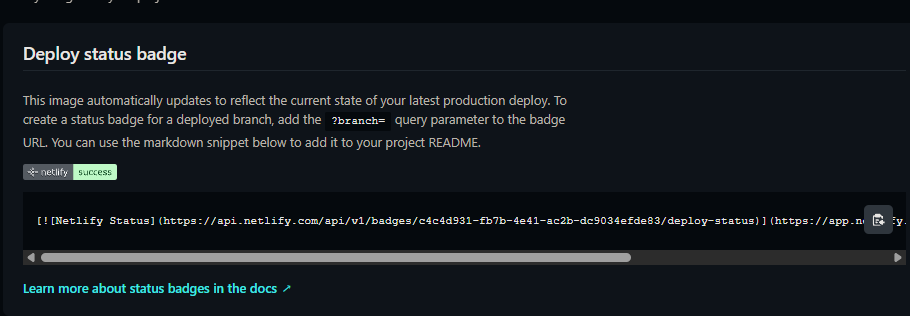 Deploy status badge
This image automatically updates to reflect the current state of your latest production deploy. To
create a status badge for a deployed branch, add the ?branch= query parameter to the badge
URL. You can use the markdown snippet below to add it to your project README.
netlify success
[![Netlify Status](https://api.netlify.com/api/v1/badges/c4c4d931-fb7b-4e41-ac2b-dc9034efde83/deploy-status)](https://app.ne
Learn more about status badges in the docs ↗